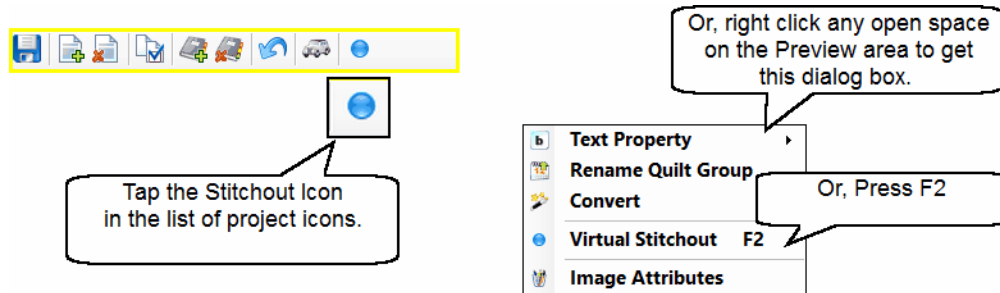 Or, right click any open space
on the Preview area to get
this dialog box.
Tap the Stitchout Icon
in the list of project icons.
b Text Property
Rename Quilt Group
Convert
Or, Press F2
Virtual Stitchout F2
Image Attributes